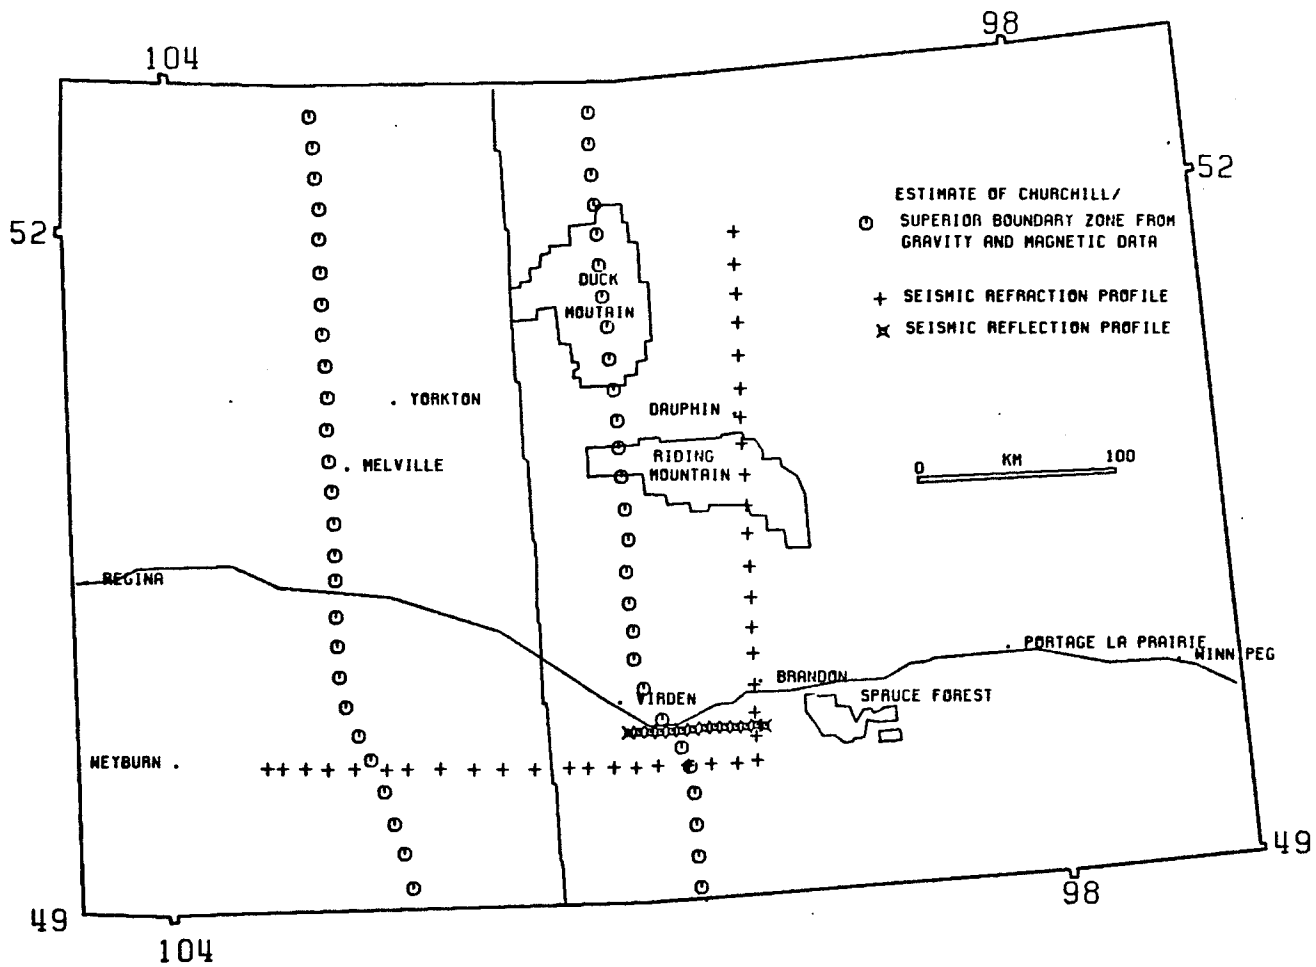 104
98
52
52
ESTIMATE OF CHURCHILL/
SUPERIOR BOUNDARY ZONE FROM
GRAVITY AND MAGNETIC DATA
SEISMIC REFRACTION PROFILE
SEISMIC REFLECTION PROFILE
DUCK
MOUTAIN
YORKTON
DAUPHIN
MELVILLE
RIDING
MOUNTAIN
0 KM 100
REGINA
PORTAGE LA PRAIRIE
WINNIPEG
BRANDON
VIRDEN
SPRUCE FOREST
WEYBURN
49
49
104
98